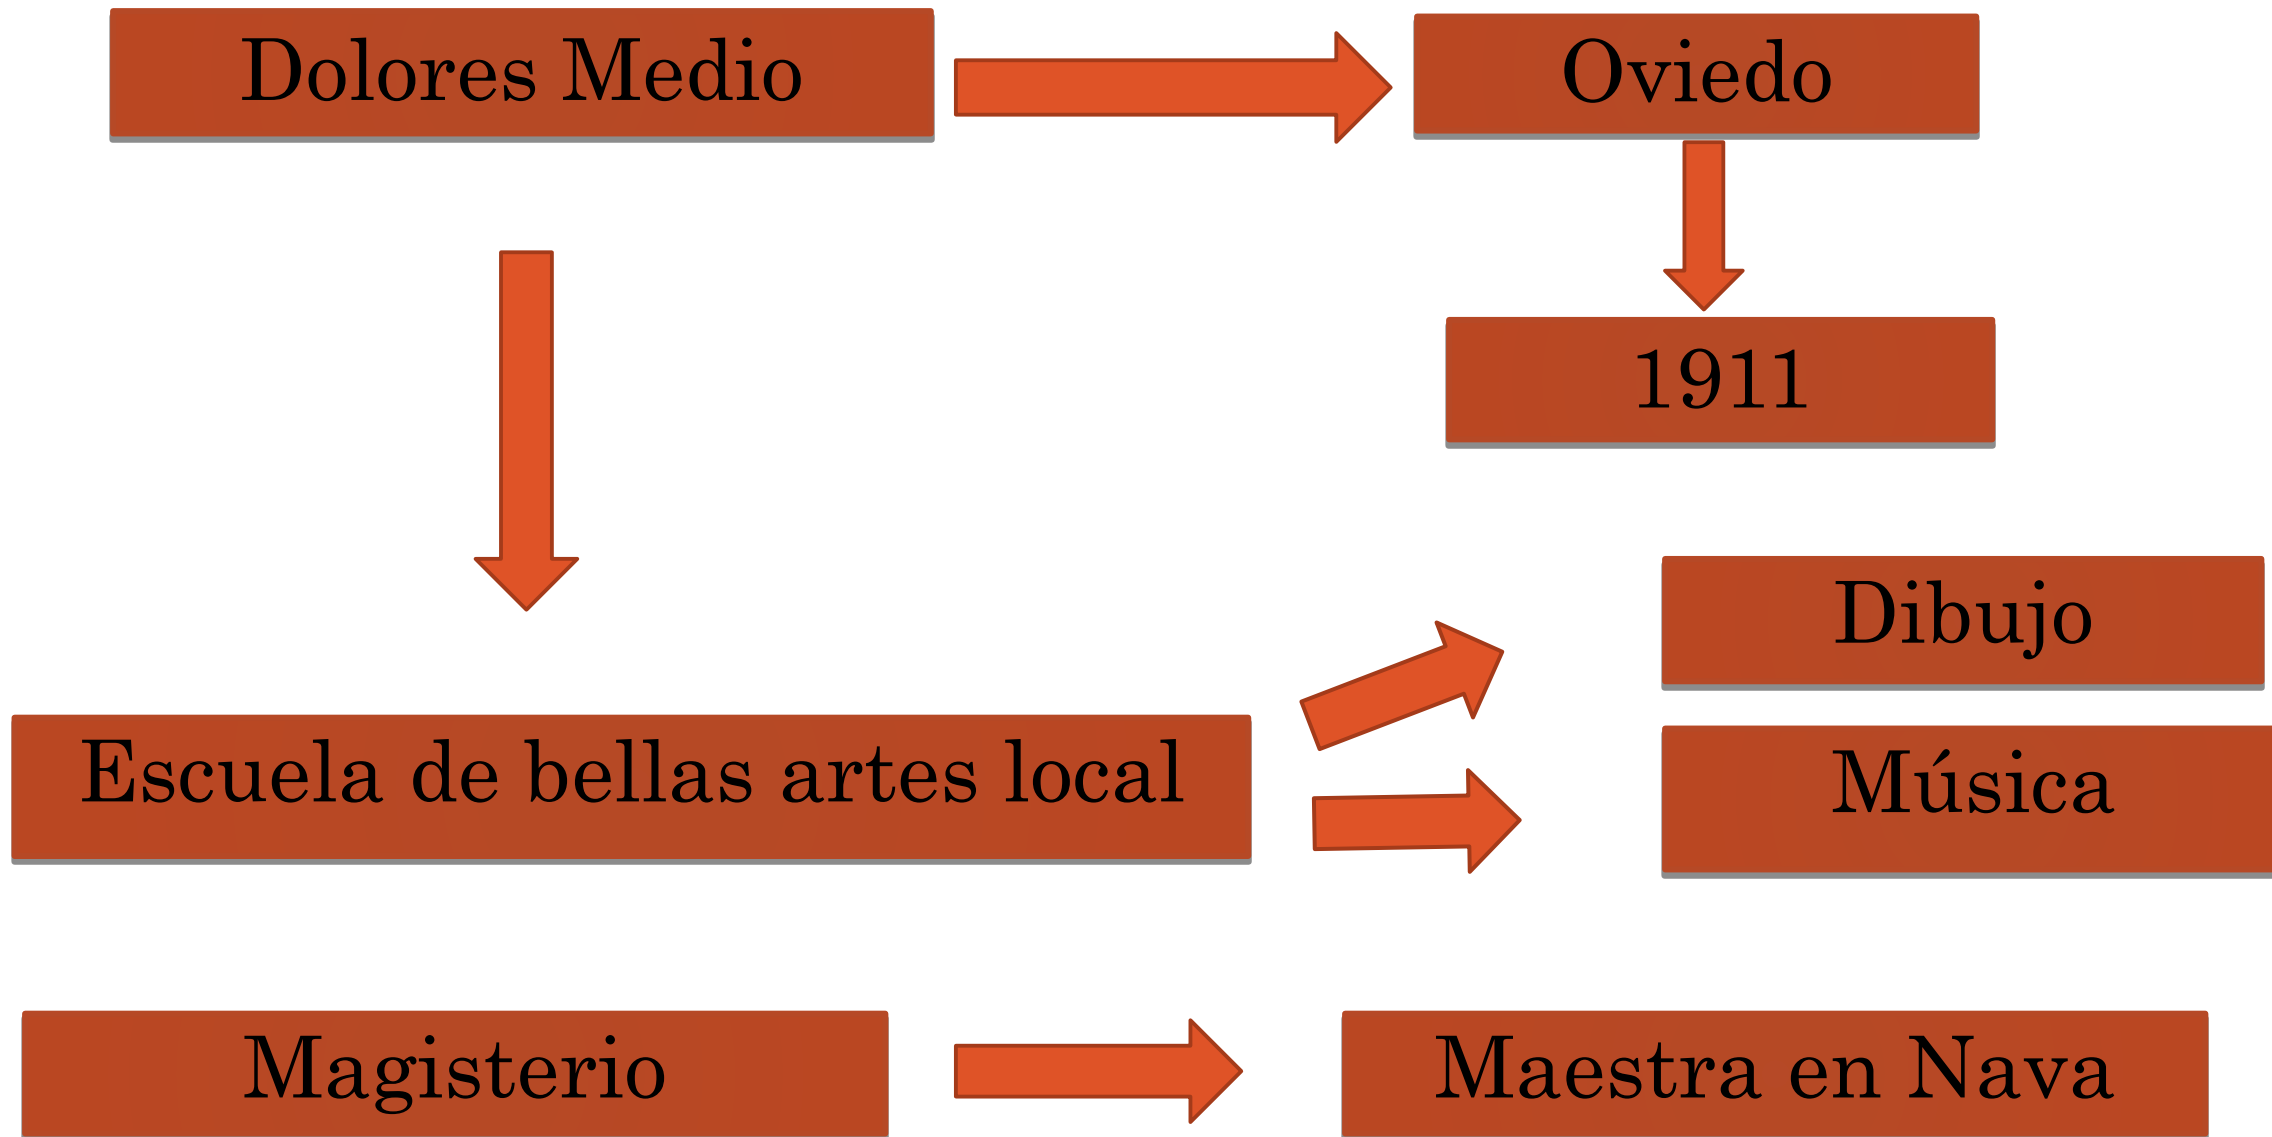 Dolores Medio
Oviedo
1911
Dibujo
Escuela de bellas artes local
Música
Magisterio
Maestra en Nava